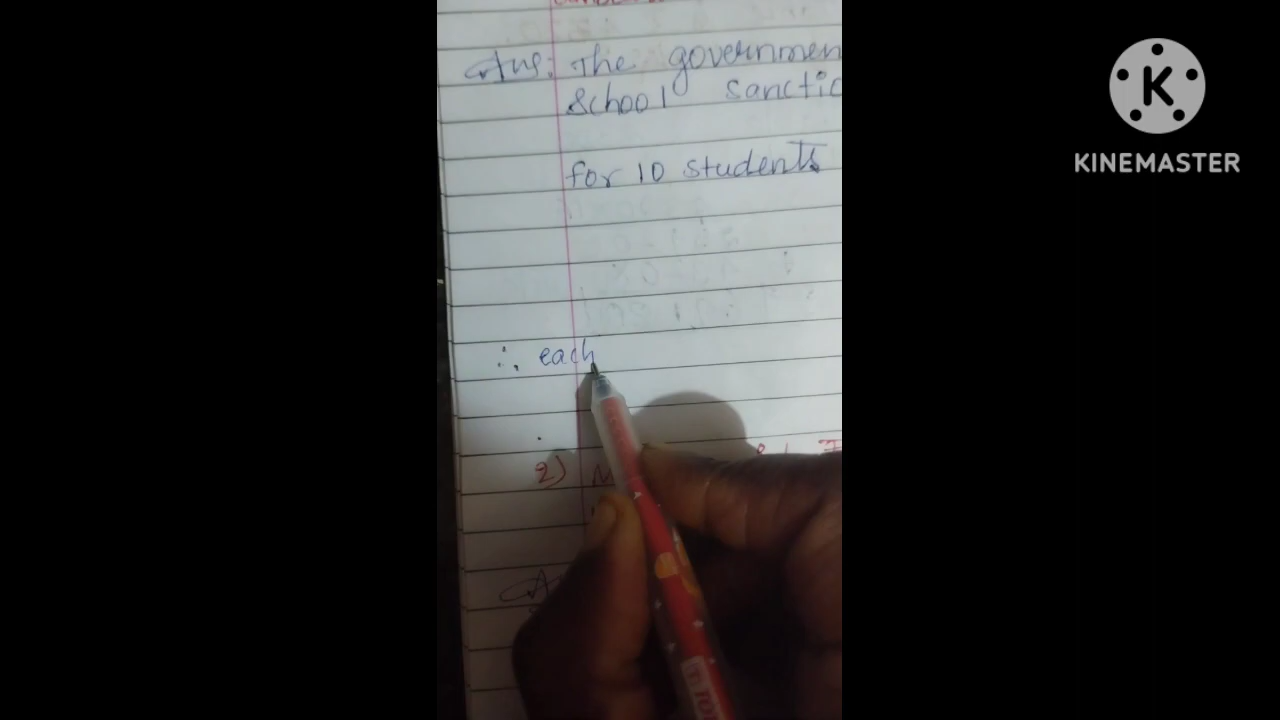 Ans. The governmen
School sanctio
for 10 students
∴ each
2)
K
KINEMASTER